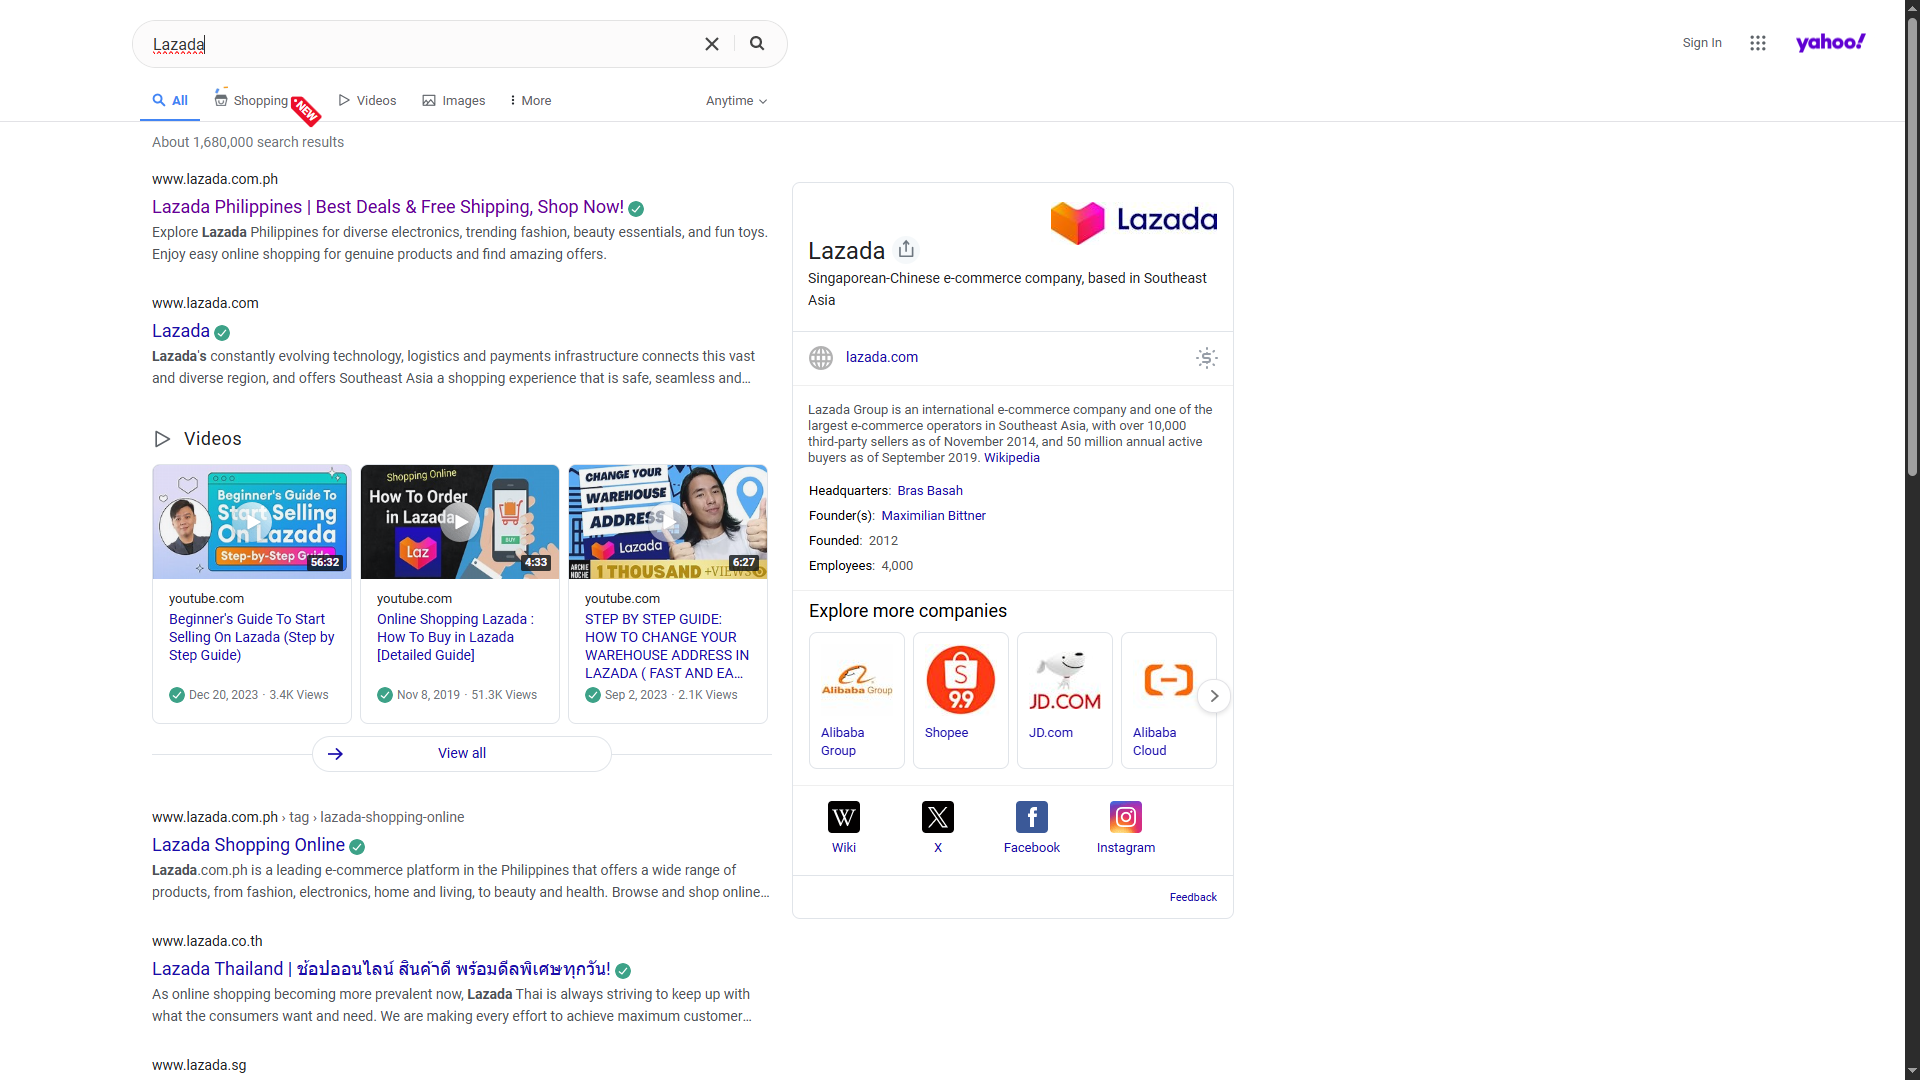 Lazada
Sign In
yahoo!
All
Shopping
NEW
Videos
Images
More
Anytime
About 1,680,000 search results
www.lazada.com.ph
Lazada Philippines | Best Deals & Free Shipping, Shop Now!
Explore Lazada Philippines for diverse electronics, trending fashion, beauty essentials, and fun toys.
Enjoy easy online shopping for genuine products and find amazing offers.
www.lazada.com
Lazada
Lazada's constantly evolving technology, logistics and payments infrastructure connects this vast
and diverse region, and offers Southeast Asia a shopping experience that is safe, seamless and…
Videos
Beginner's Guide To
Start Selling
On Lazada
Step-by-Step Guide
56:32
youtube.com
Beginner's Guide To Start
Selling On Lazada (Step by
Step Guide)
Dec 20, 2023 · 3.4K Views
Shopping Online
How To Order
in Lazada
Laz
BUY
4:33
youtube.com
Online Shopping Lazada :
How To Buy in Lazada
[Detailed Guide]
Nov 8, 2019 · 51.3K Views
CHANGE YOUR
WAREHOUSE
ADDRESS
Lazada
ARCHIE
HOCHE
1 THOUSAND +VIEWS
6:27
youtube.com
STEP BY STEP GUIDE:
HOW TO CHANGE YOUR
WAREHOUSE ADDRESS IN
LAZADA ( FAST AND EA…
Sep 2, 2023 · 2.1K Views
View all
www.lazada.com.ph › tag › lazada-shopping-online
Lazada Shopping Online
Lazada.com.ph is a leading e-commerce platform in the Philippines that offers a wide range of
products, from fashion, electronics, home and living, to beauty and health. Browse and shop online…
www.lazada.co.th
Lazada Thailand | ช้อปออนไลน์ สินค้าดี พร้อมดีลพิเศษทุกวัน!
As online shopping becoming more prevalent now, Lazada Thai is always striving to keep up with
what the consumers want and need. We are making every effort to achieve maximum customer…
www.lazada.sg
Lazada
Lazada
Singaporean-Chinese e-commerce company, based in Southeast
Asia
lazada.com
Lazada Group is an international e-commerce company and one of the
largest e-commerce operators in Southeast Asia, with over 10,000
third-party sellers as of November 2014, and 50 million annual active
buyers as of September 2019. Wikipedia
Headquarters: Bras Basah
Founder(s): Maximilian Bittner
Founded: 2012
Employees: 4,000
Explore more companies
Alibaba Group
Alibaba
Group
S
9.9
Shopee
JD.COM
JD.com
Alibaba
Cloud
W
Wiki
X
Facebook
Instagram
Feedback